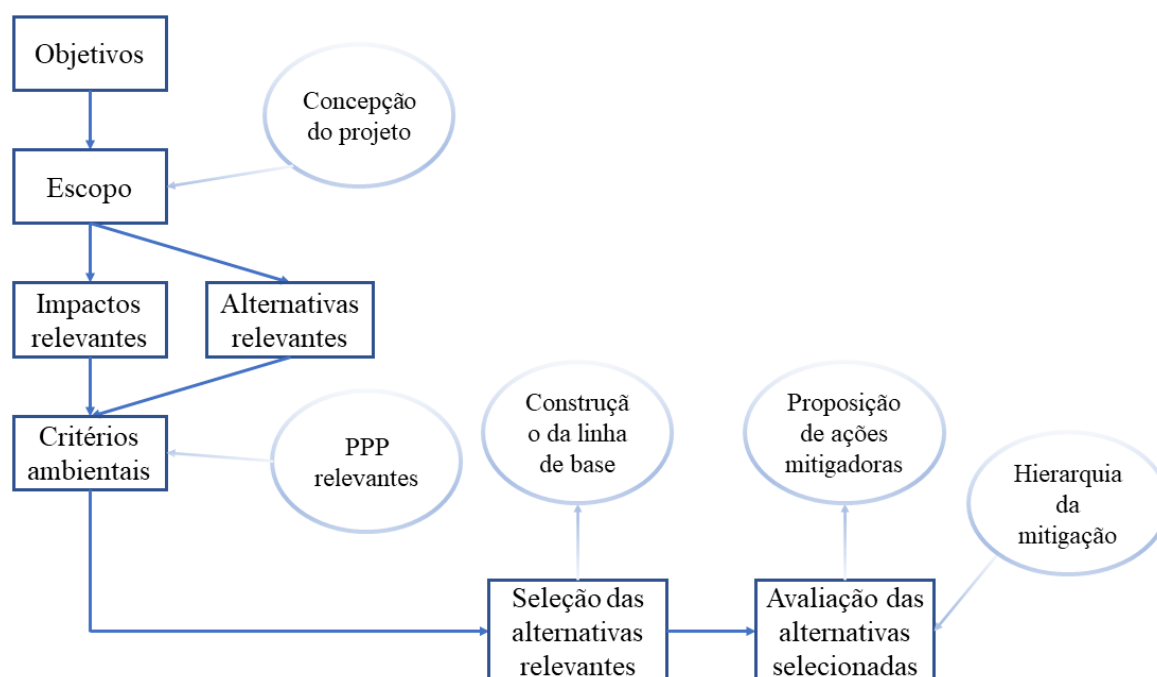 Objetivos
Concepção
do projeto
Escopo
Impactos
relevantes
Alternativas
relevantes
Critérios
ambientais
PPP
relevantes
Construçã
o da linha
de base
Proposição
de ações
mitigadoras
Hierarquia
da
mitigação
Seleção das
alternativas
relevantes
Avaliação das
alternativas
selecionadas